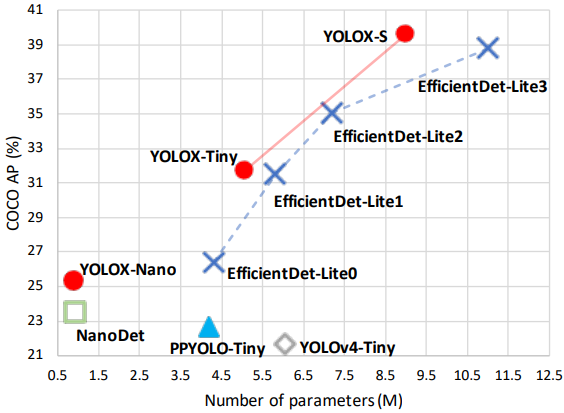 41
39
37
35
33
31
29
27
25
23
21
COCO AP (%)
YOLOX-S
EfficientDet-Lite3
EfficientDet-Lite2
YOLOX-Tiny
EfficientDet-Lite1
YOLOX-Nano
EfficientDet-Lite0
NanoDet
PPYOLO-Tiny
YOLOv4-Tiny
0.5 1.5 2.5 3.5 4.5 5.5 6.5 7.5 8.5 9.5 10.5 11.5 12.5
Number of parameters (M)